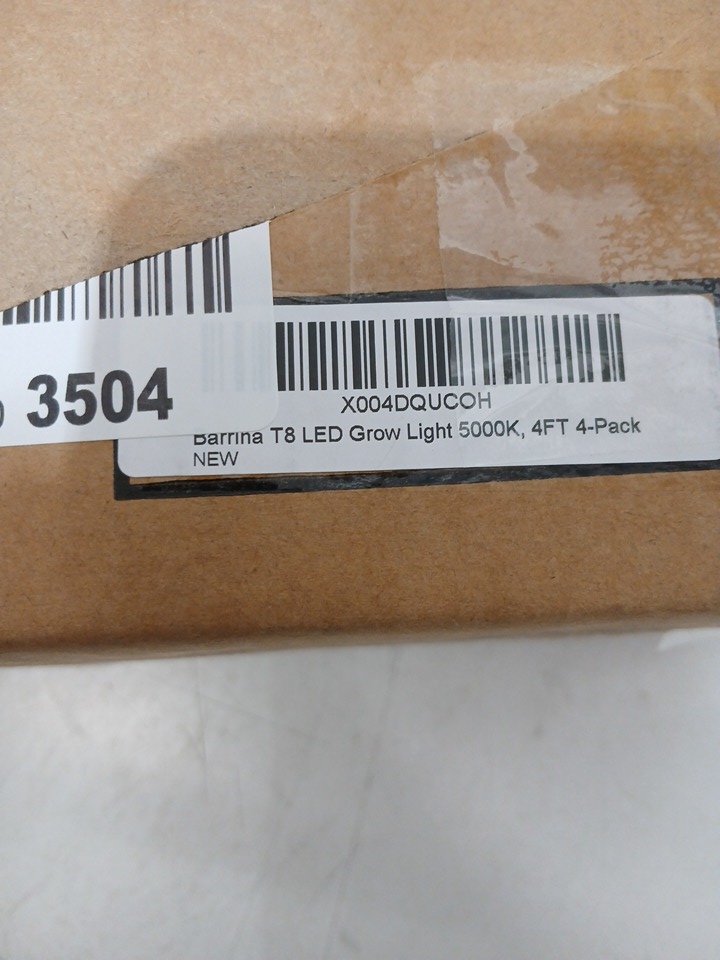 3504
X004DQUCOH
Barrina T8 LED Grow Light 5000K, 4FT 4-Pack
NEW